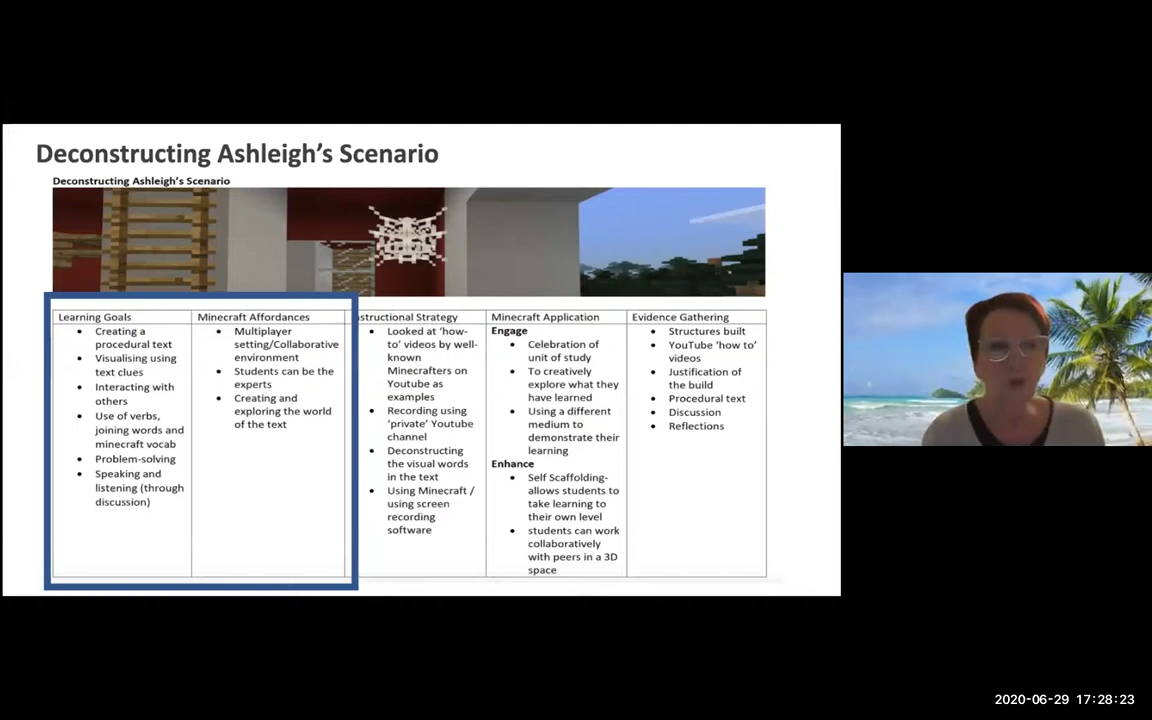 Deconstructing Ashleigh's Scenario
Deconstructing Ashleigh's Scenario
Learning Goals
• Creating a
procedural text
• Visualising using
text clues
• Interacting with
others
• Use of verbs,
joining words and
minecraft vocab
• Problem-solving
• Speaking and
listening (through
discussion)
Minecraft Affordances
• Multiplayer
setting/Collaborative
environment
• Students can be the
experts
• Creating and
exploring the world
of the text
structional Strategy
• Looked at 'how-
to' videos by well-
known
Minecrafters on
Youtube as
examples
• Recording using
'private' Youtube
channel
• Deconstructing
the visual words
in the text
• Using Minecraft /
using screen
recording
software
Minecraft Application
Engage
• Celebration of
unit of study
• To creatively
explore what they
have learned
• Using a different
medium to
demonstrate their
learning
Enhance
• Self Scaffolding-
allows students to
take learning to
their own level
• students can work
collaboratively
with peers in a 3D
space
Evidence Gathering
• Structures built
• YouTube 'how to'
videos
• Justification of
the build
• Procedural text
• Discussion
• Reflections
2020-06-29 17:28:23